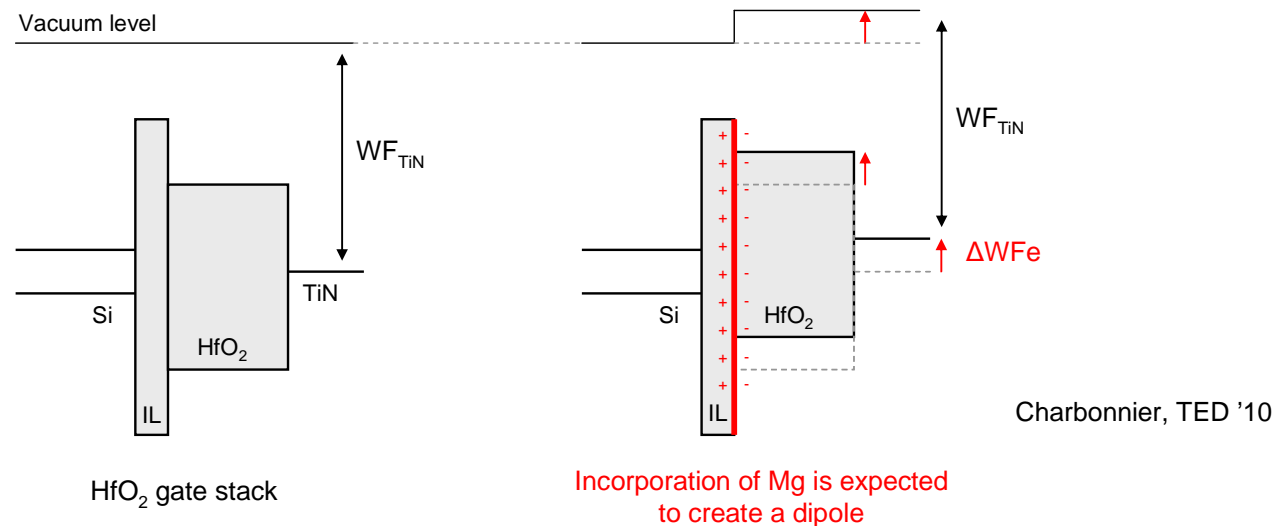 Vacuum level
WF_TiN
Si
HfO2
IL
TiN
HfO2 gate stack
WF_TiN
ΔWFe
Si
HfO2
IL
+ -
+ -
+ -
+ -
+ -
+ -
+ -
+ -
+ -
+ -
Incorporation of Mg is expected
to create a dipole
Charbonnier, TED '10